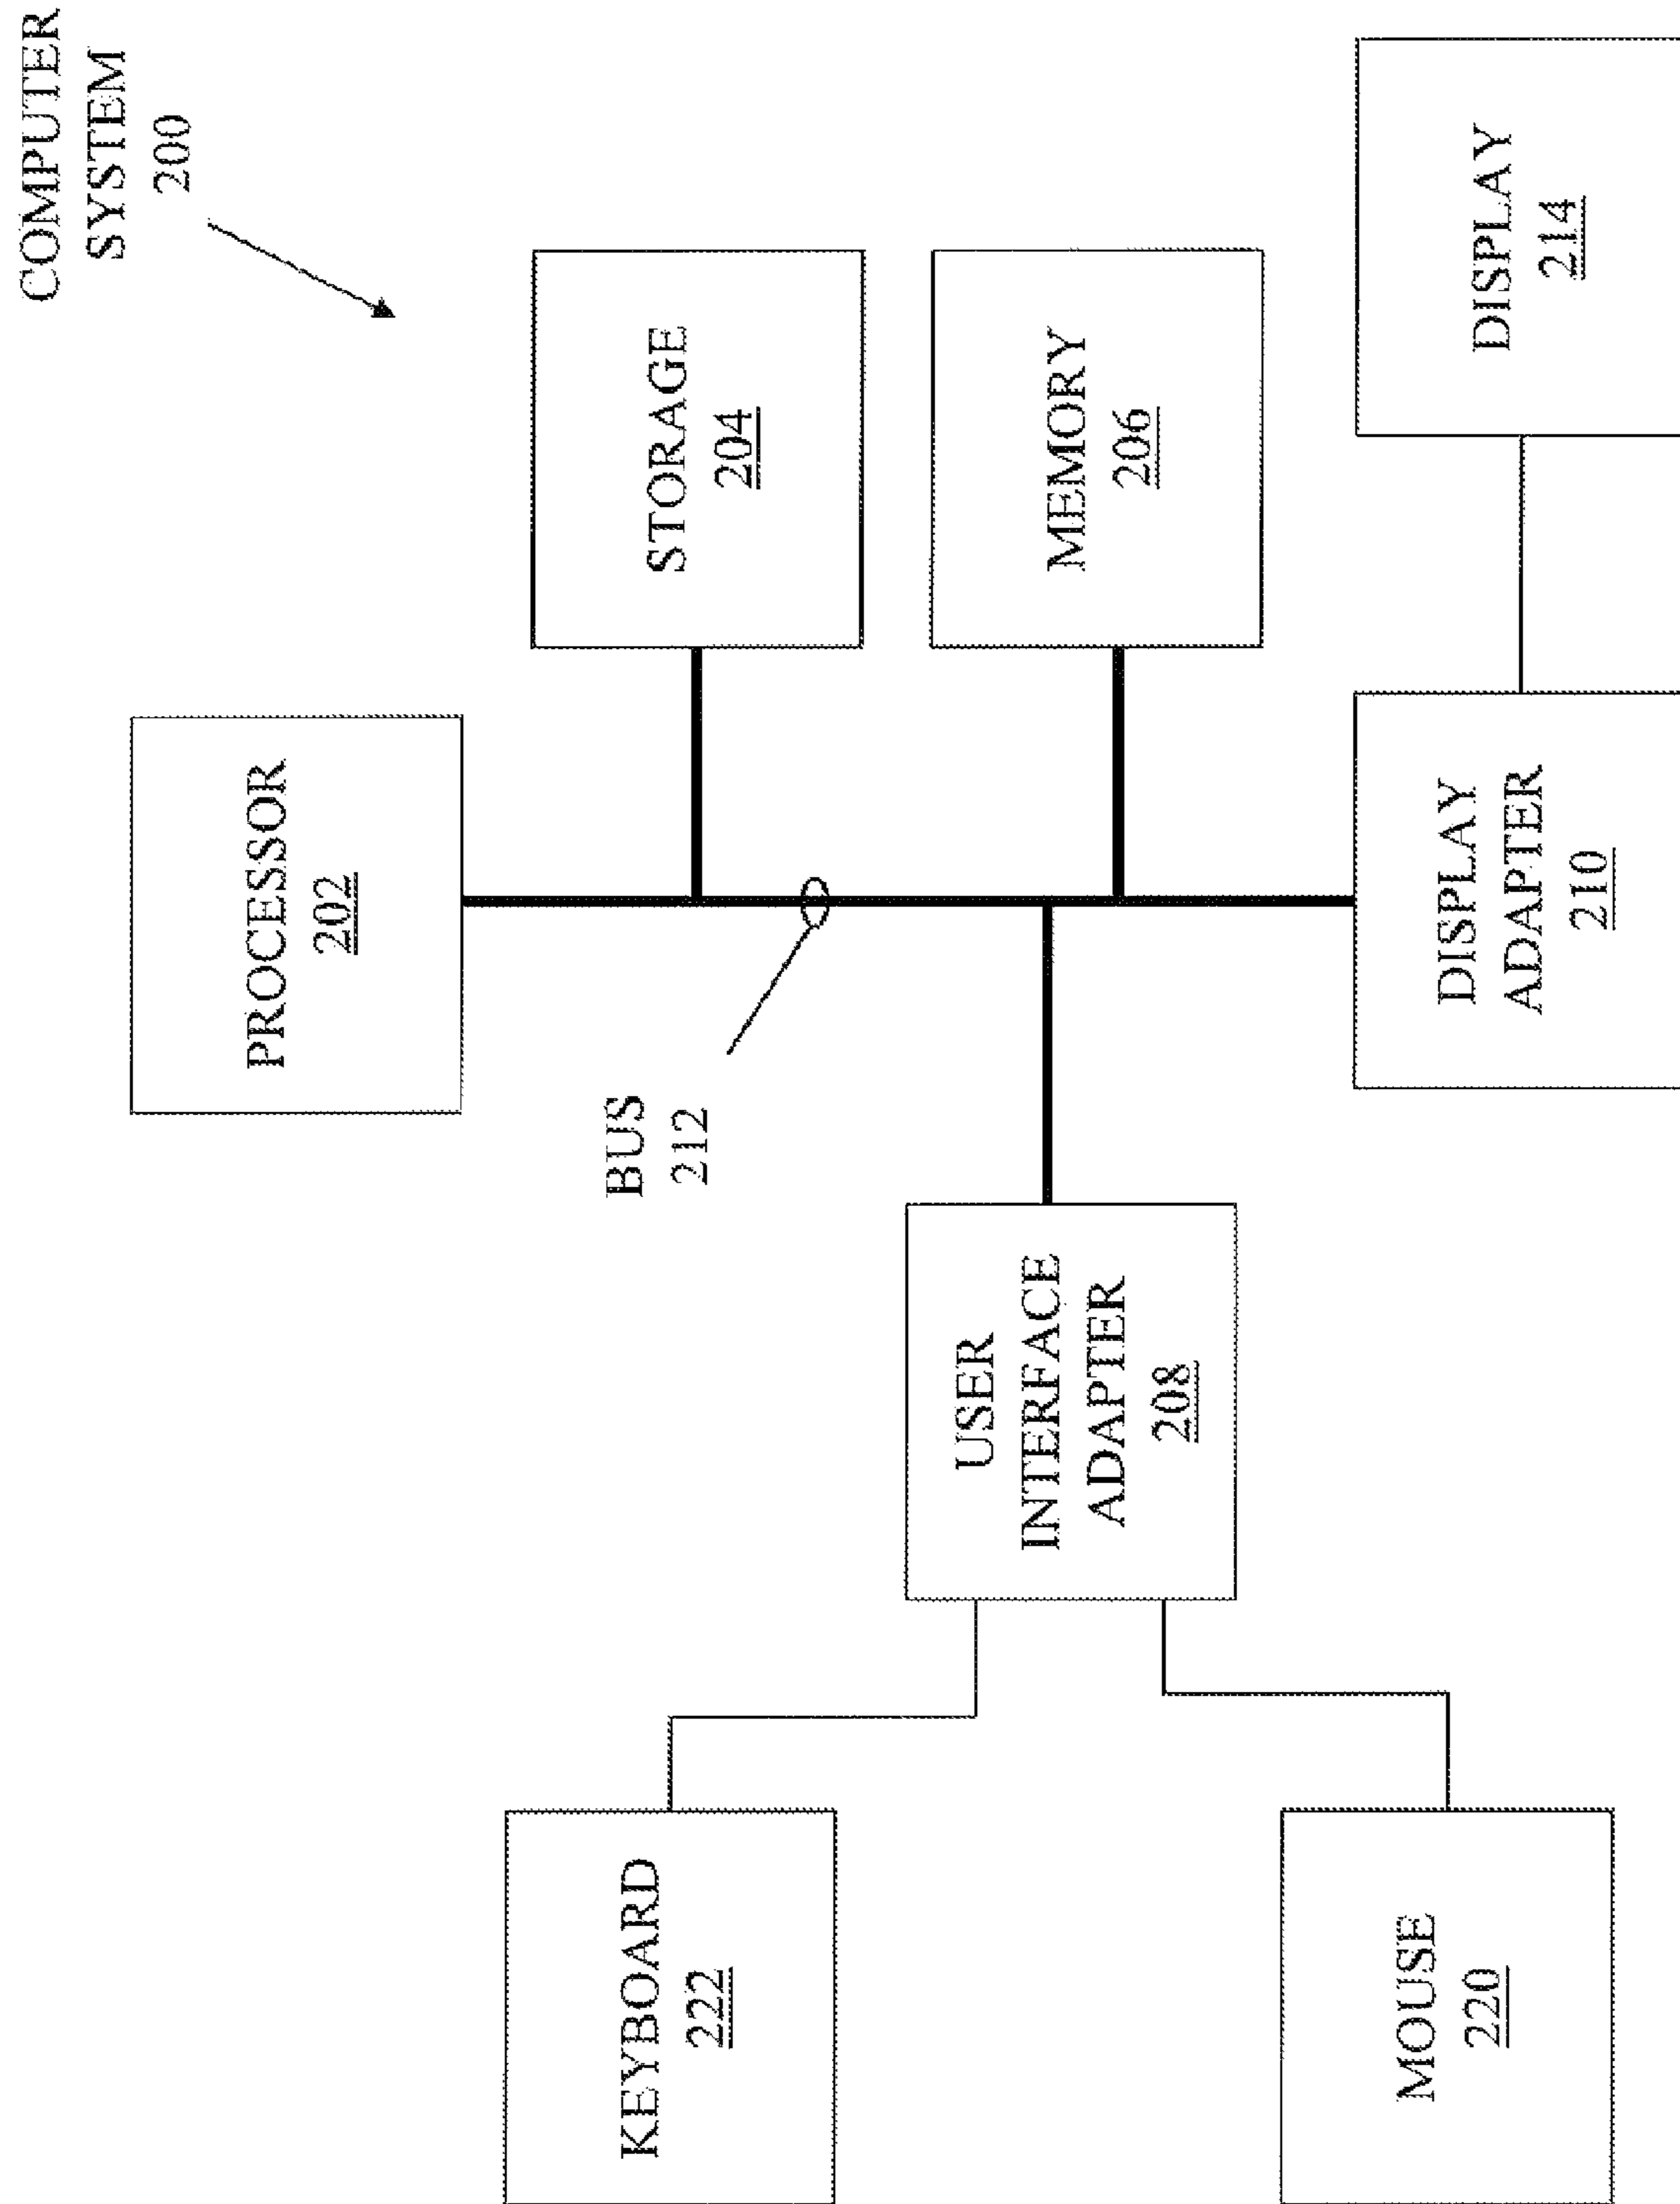 COMPUTER
SYSTEM
200
PROCESSOR
202
STORAGE
204
BUS
212
MEMORY
206
USER
INTERFACE
ADAPTER
208
KEYBOARD
222
MOUSE
220
DISPLAY
ADAPTER
210
DISPLAY
214